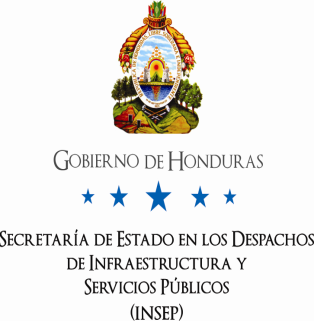 GOBIERNO DE HONDURAS
SECRETARÍA DE ESTADO EN LOS DESPACHOS
DE INFRAESTRUCTURA Y
SERVICIOS PÚBLICOS
(INSEP)